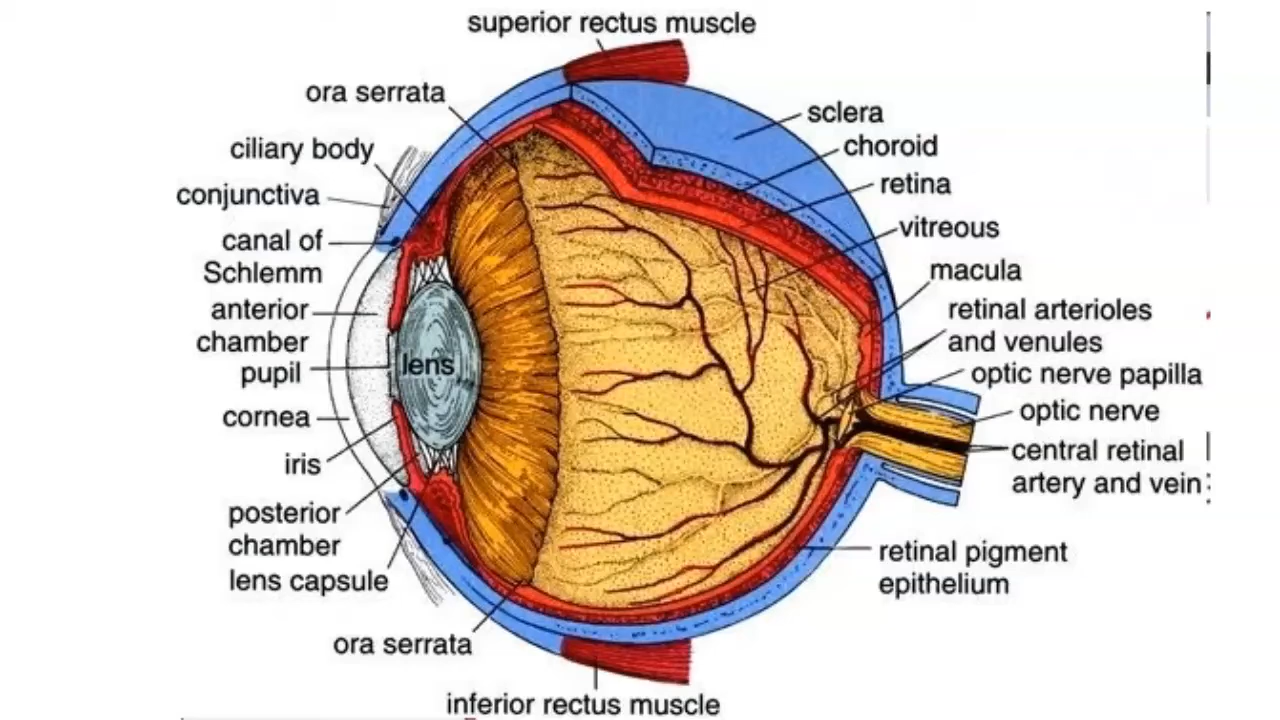 superior rectus muscle
ora serrata
ciliary body
conjunctiva
canal of
Schlemm
anterior
chamber
pupil
cornea
iris
posterior
chamber
lens capsule
ora serrata
inferior rectus muscle
lens
sclera
choroid
retina
vitreous
macula
retinal arterioles
and venules
optic nerve papilla
optic nerve
central retinal
artery and vein
retinal pigment
epithelium